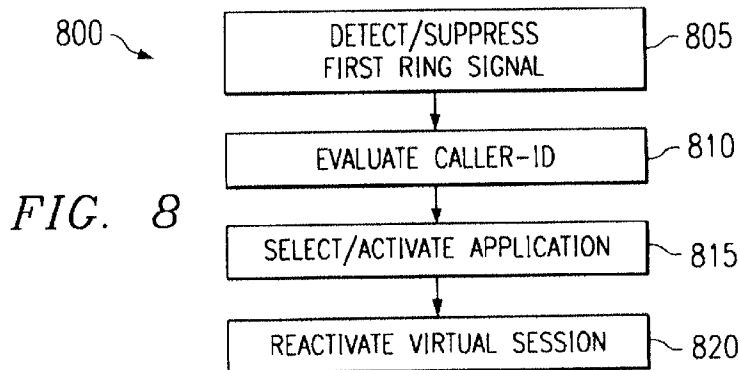 800
DETECT/SUPPRESS
FIRST RING SIGNAL
805
EVALUATE CALLER-ID
810
FIG. 8
SELECT/ACTIVATE APPLICATION
815
REACTIVATE VIRTUAL SESSION
820